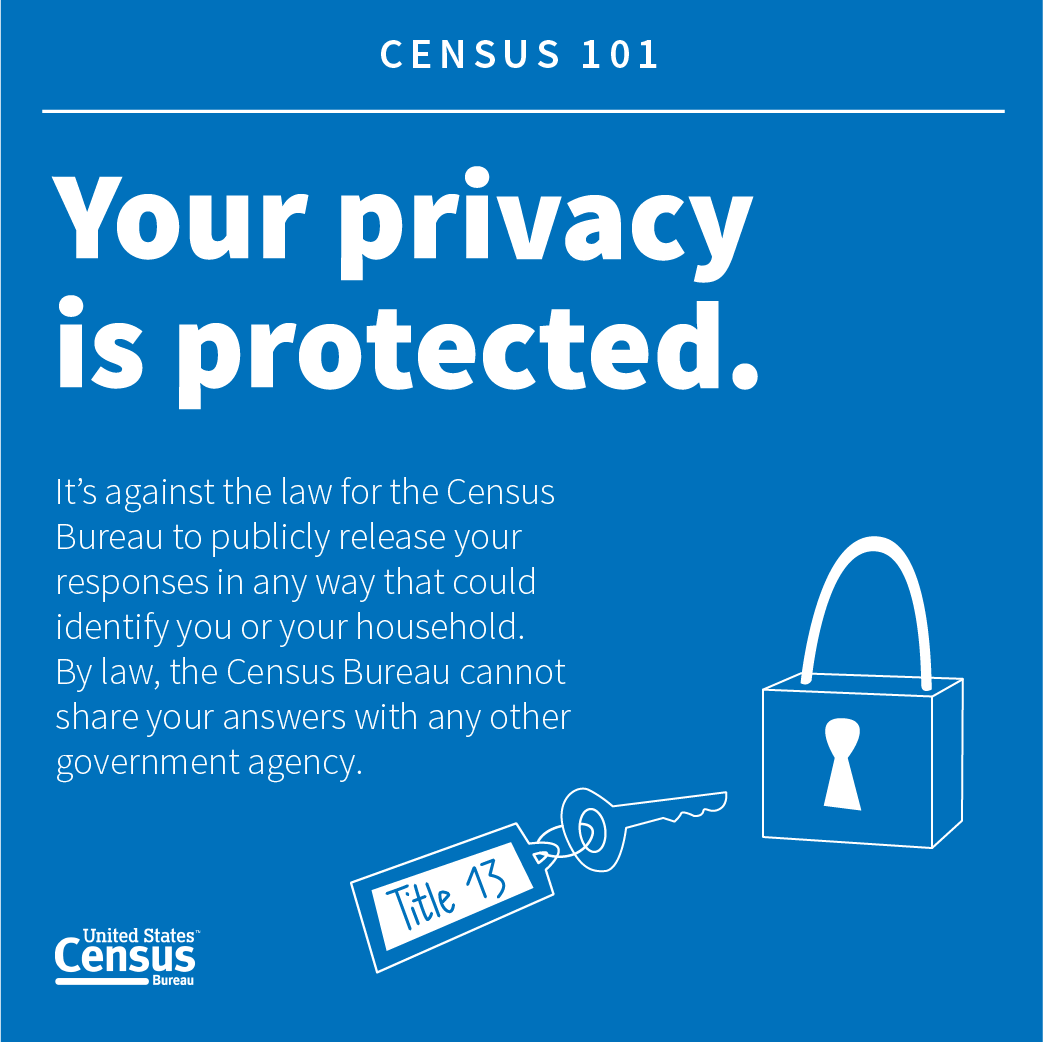 CENSUS 101
Your privacy
is protected.
It’s against the law for the Census
Bureau to publicly release your
responses in any way that could
identify you or your household.
By law, the Census Bureau cannot
share your answers with any other
government agency.
Title 13
United States™
Census
Bureau